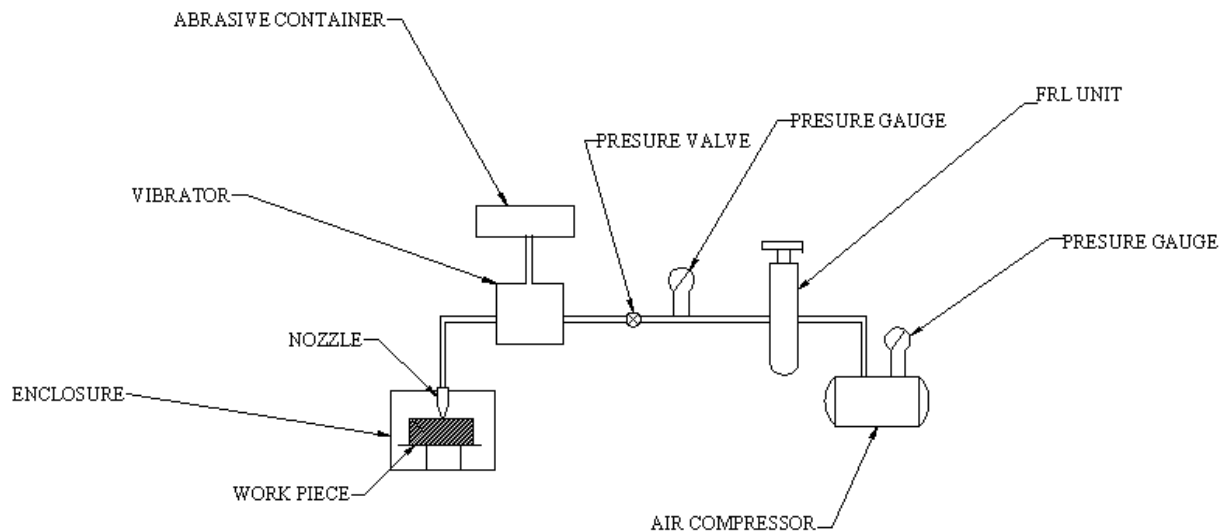 ABRASIVE CONTAINER
FRL UNIT
PRESURE GAUGE
PRESURE VALVE
VIBRATOR
PRESURE GAUGE
NOZZLE
ENCLOSURE
WORK PIECE
AIR COMPRESSOR